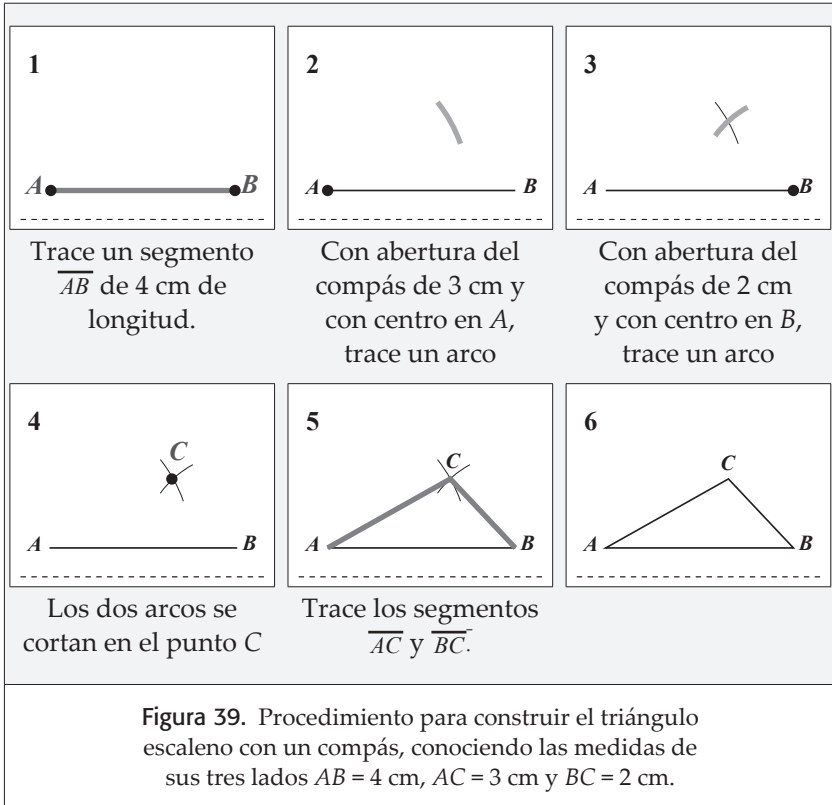 1
A B
Trace un segmento
AB de 4 cm de
longitud.
2
A B
Con abertura del
compás de 3 cm y
con centro en A,
trace un arco
3
A B
Con abertura del
compás de 2 cm
y con centro en B,
trace un arco
4
C
A B
Los dos arcos se
cortan en el punto C
5
C
A B
Trace los segmentos
AC y BC.
6
C
A B
Figura 39. Procedimiento para construir el triángulo
escaleno con un compás, conociendo las medidas de
sus tres lados AB = 4 cm, AC = 3 cm y BC = 2 cm.